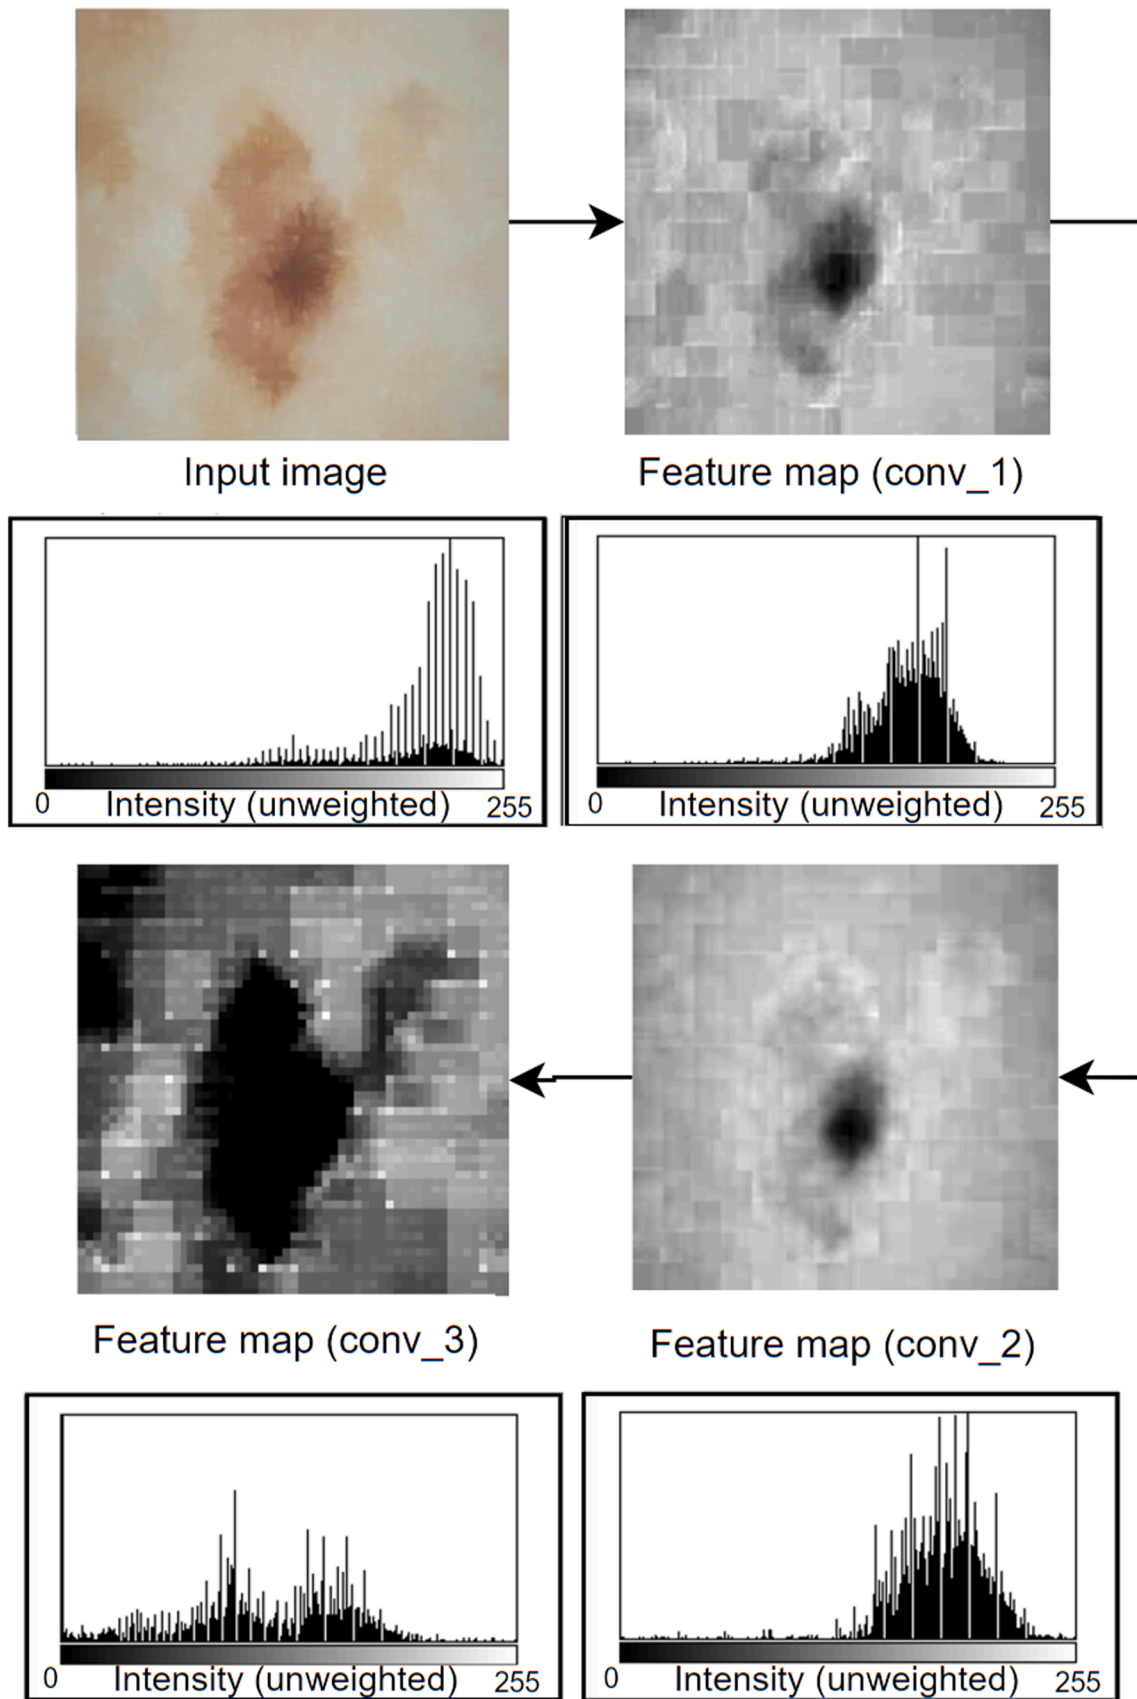 Input image
Feature map (conv_1)
0 Intensity (unweighted) 255
0 Intensity (unweighted) 255
Feature map (conv_3)
Feature map (conv_2)
0 Intensity (unweighted) 255
0 Intensity (unweighted) 255